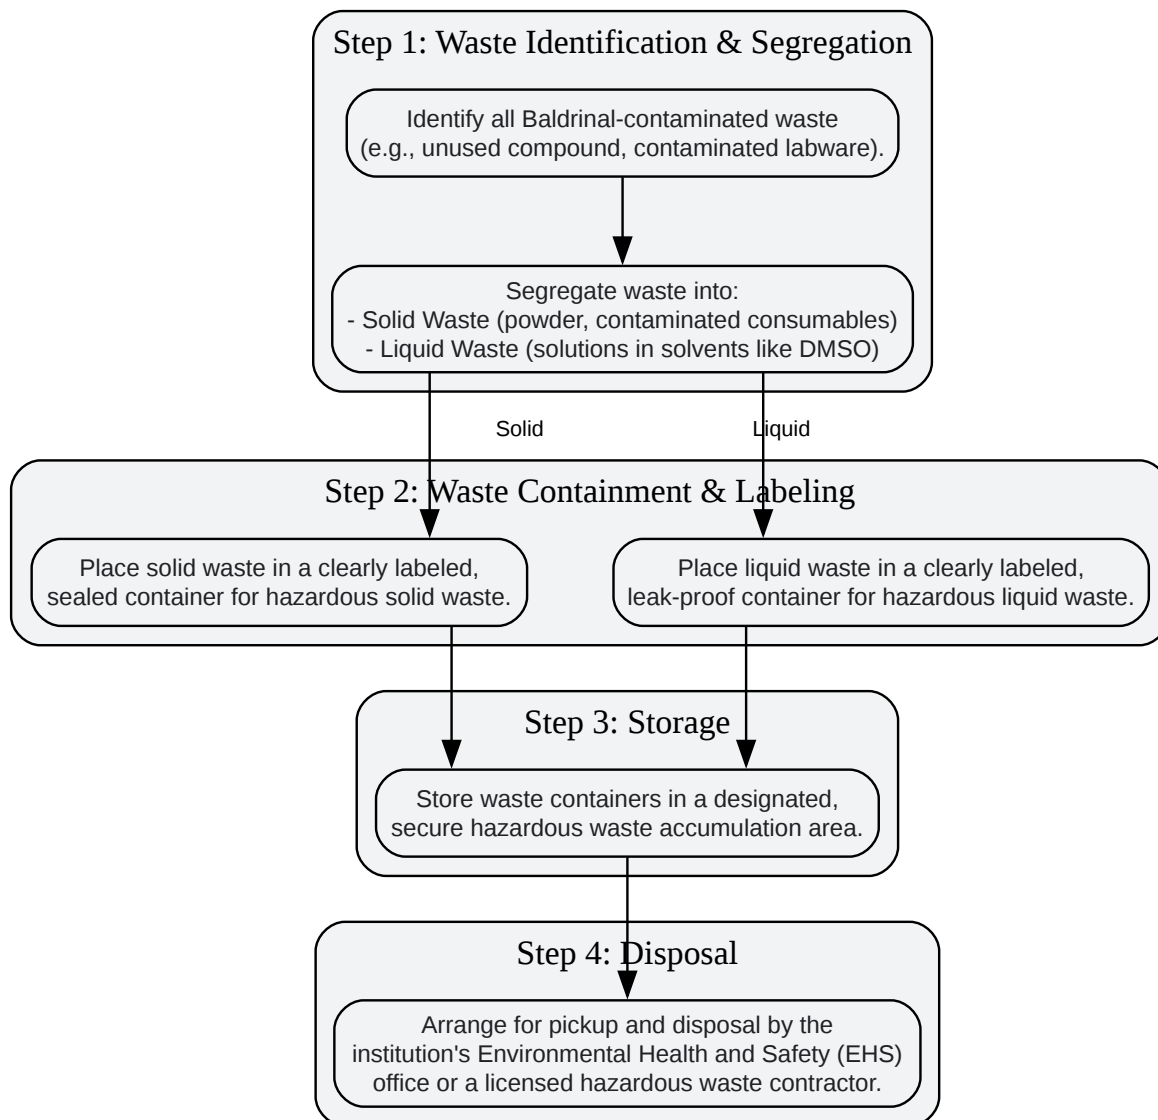 Step 1: Waste Identification & Segregation
Identify all Baldrinal-contaminated waste
(e.g., unused compound, contaminated labware).
Segregate waste into:
- Solid Waste (powder, contaminated consumables)
- Liquid Waste (solutions in solvents like DMSO)
Solid
Liquid
Step 2: Waste Containment & Labeling
Place solid waste in a clearly labeled,
sealed container for hazardous solid waste.
Place liquid waste in a clearly labeled,
leak-proof container for hazardous liquid waste.
Step 3: Storage
Store waste containers in a designated,
secure hazardous waste accumulation area.
Step 4: Disposal
Arrange for pickup and disposal by the
institution's Environmental Health and Safety (EHS)
office or a licensed hazardous waste contractor.